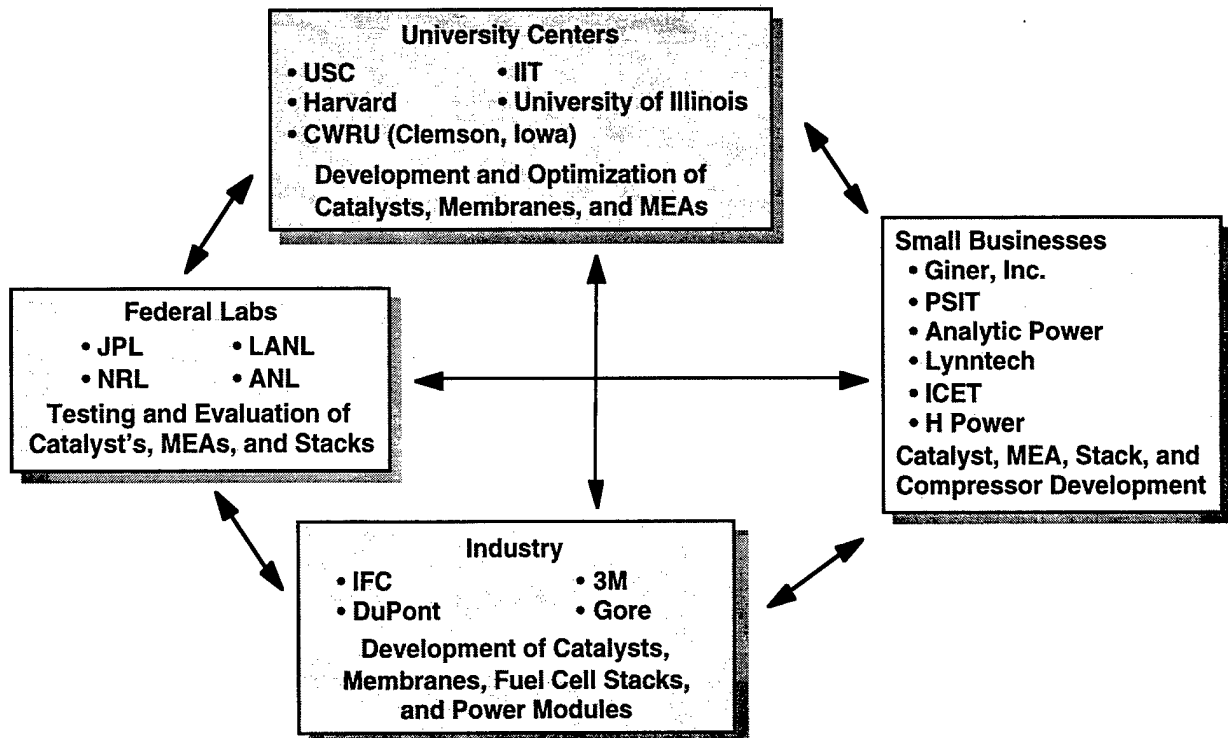 University Centers
• USC • IIT
• Harvard • University of Illinois
• CWRU (Clemson, Iowa)
Development and Optimization of
Catalysts, Membranes, and MEAs
Federal Labs
• JPL • LANL
• NRL • ANL
Testing and Evaluation of
Catalyst's, MEAs, and Stacks
Small Businesses
• Giner, Inc.
• PSIT
• Analytic Power
• Lynntech
• ICET
• H Power
Catalyst, MEA, Stack, and
Compressor Development
Industry
• IFC • 3M
• DuPont • Gore
Development of Catalysts,
Membranes, Fuel Cell Stacks,
and Power Modules